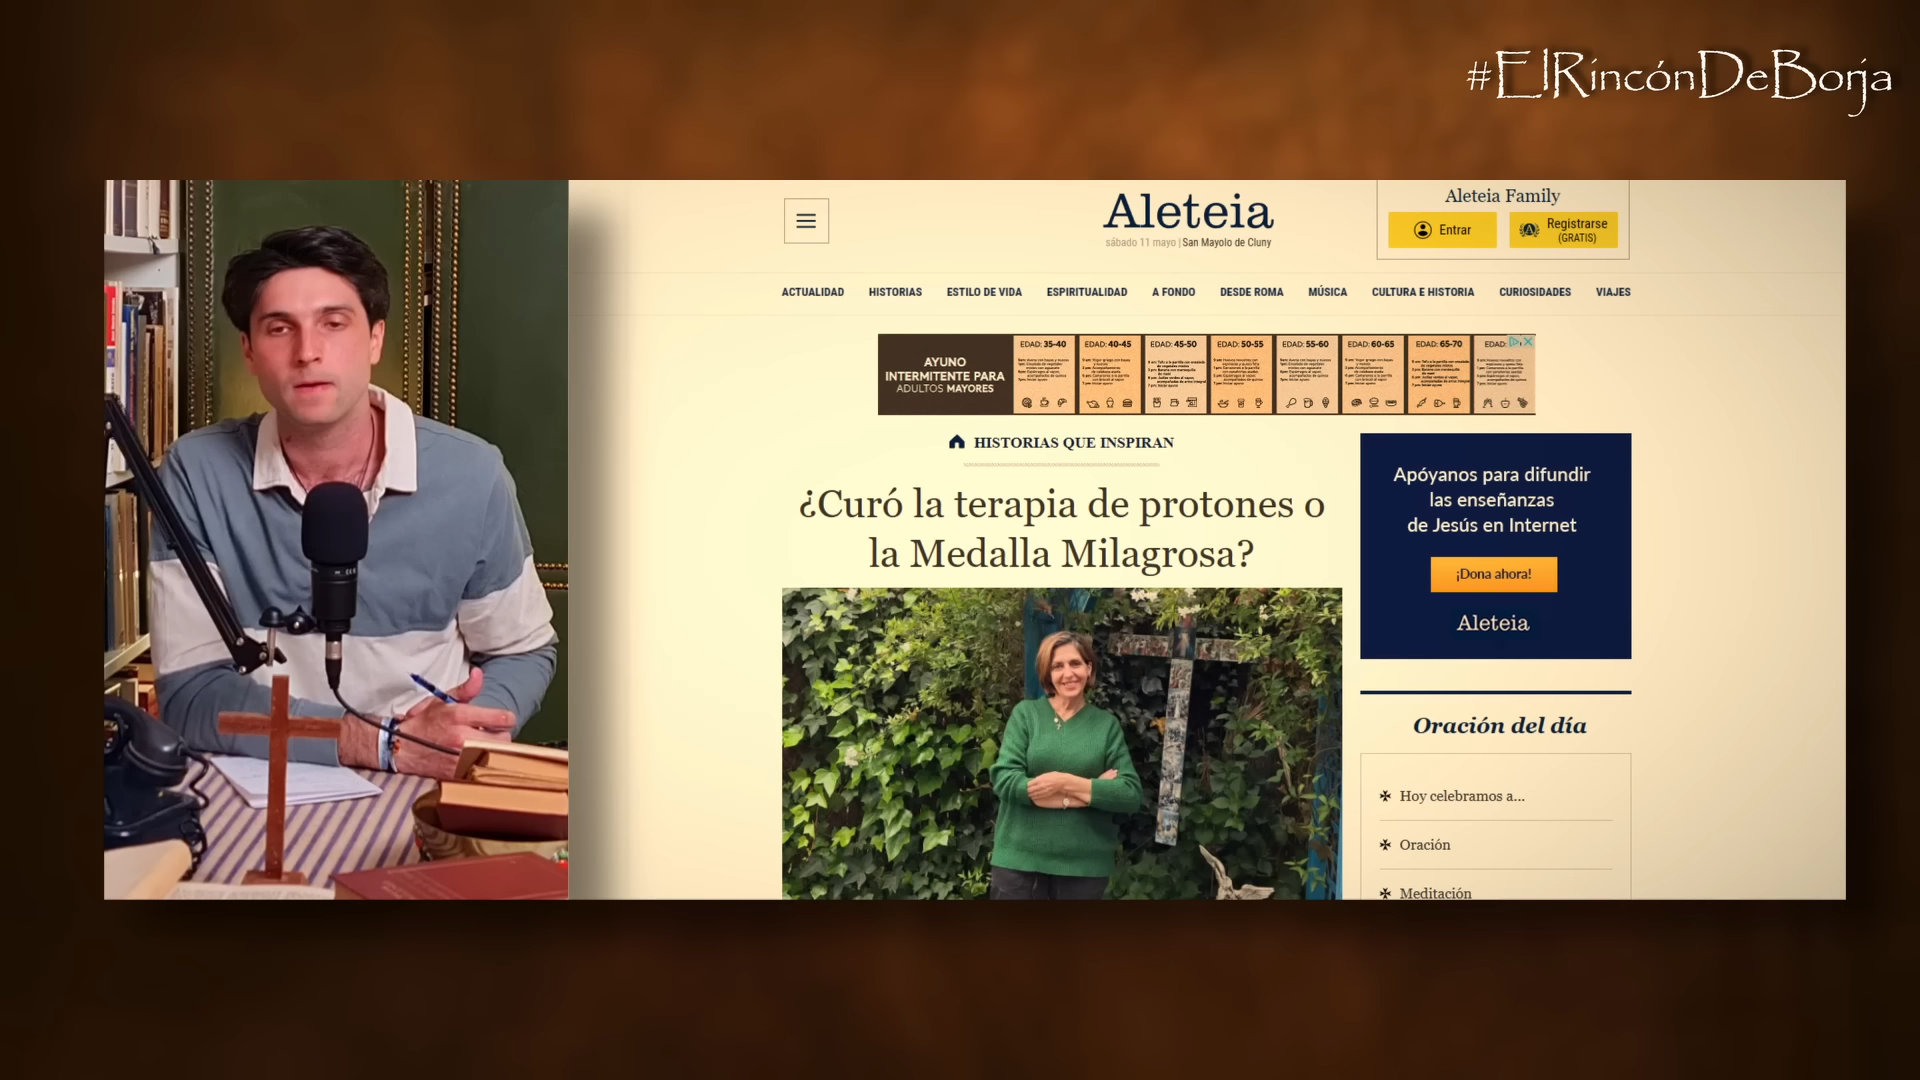 #ElRincónDeBorja
Aleteia
sábado 11 mayo | San Mayolo de Cluny
Aleteia Family
Entrar
Registrarse
(GRATIS)
ACTUALIDAD HISTORIAS ESTILO DE VIDA ESPIRITUALIDAD A FONDO DESDE ROMA MÚSICA CULTURA E HISTORIA CURIOSIDADES VIAJES
AYUNO
INTERMITENTE PARA
ADULTOS MAYORES
EDAD: 35-40 EDAD: 40-45 EDAD: 45-50 EDAD: 50-55 EDAD: 55-60 EDAD: 60-65 EDAD: 65-70 EDAD:
HISTORIAS QUE INSPIRAN
¿Curó la terapia de protones o
la Medalla Milagrosa?
Apóyanos para difundir
las enseñanzas
de Jesús en Internet
¡Dona ahora!
Aleteia
Oración del día
Hoy celebramos a...
Oración
Meditación